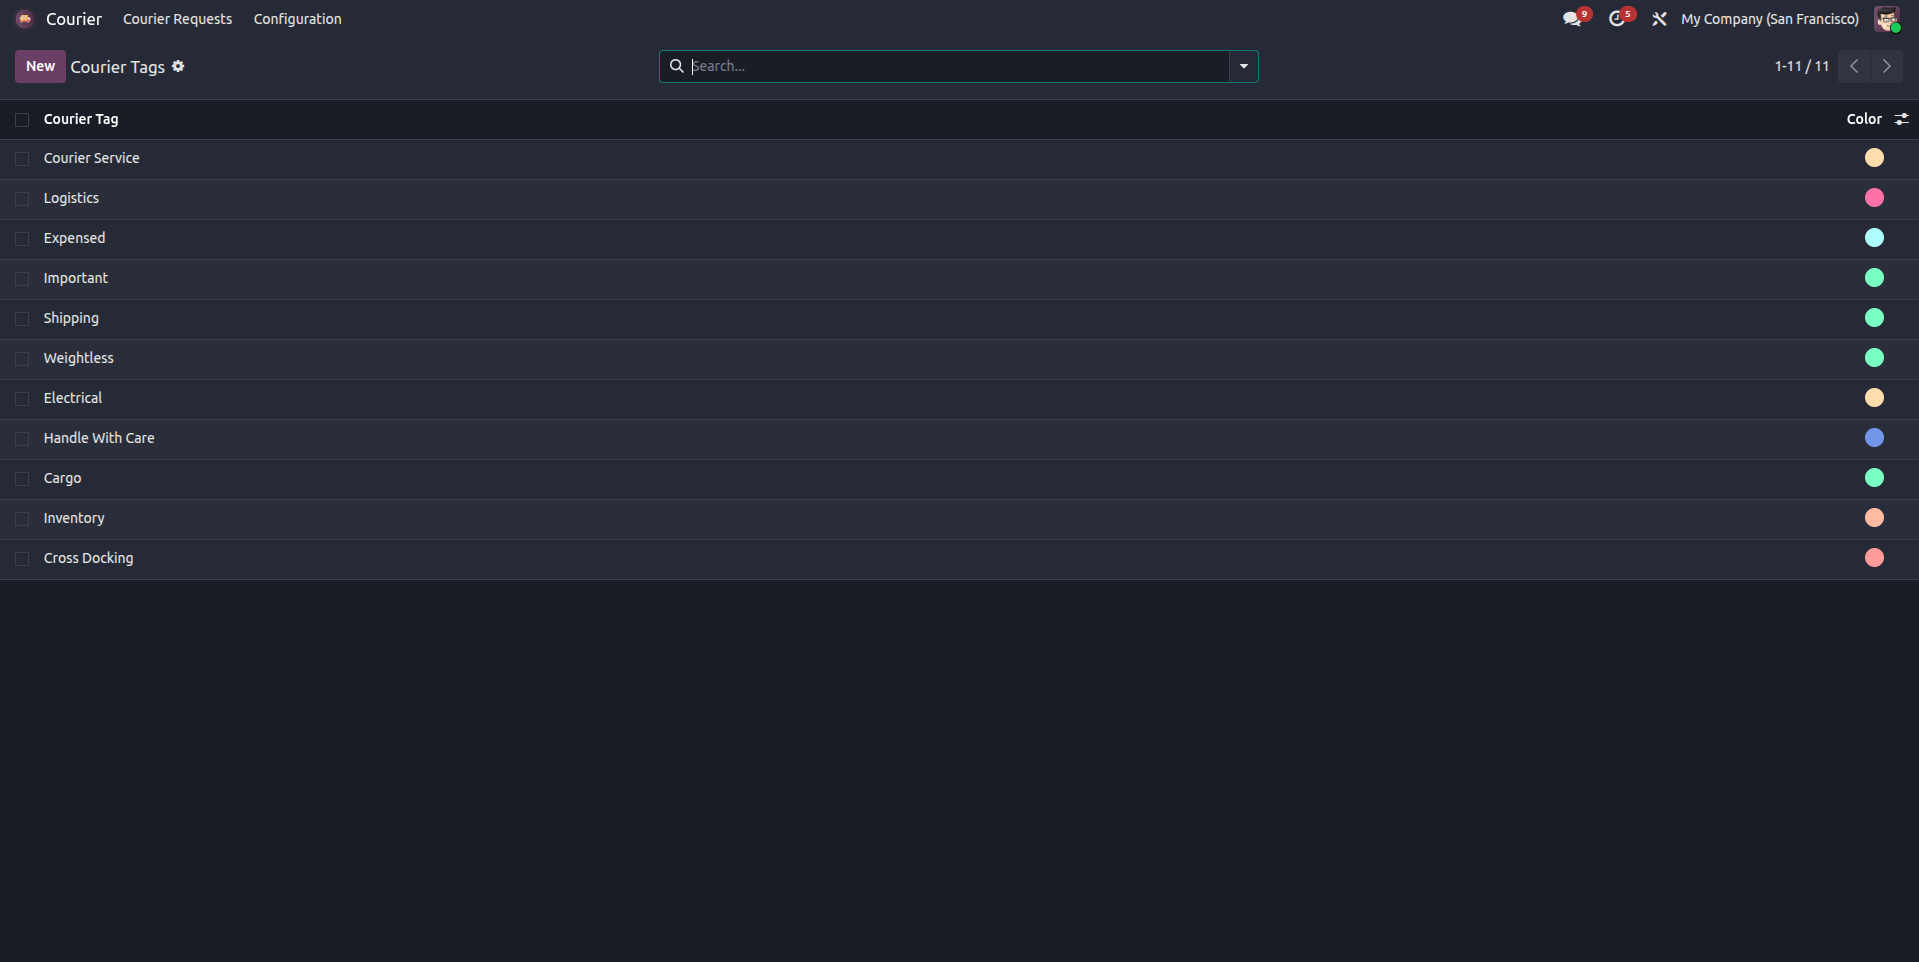 Courier Courier Requests Configuration 9 5 My Company (San Francisco)
New Courier Tags Search... 1-11 / 11
Courier Tag Color
Courier Service
Logistics
Expensed
Important
Shipping
Weightless
Electrical
Handle With Care
Cargo
Inventory
Cross Docking